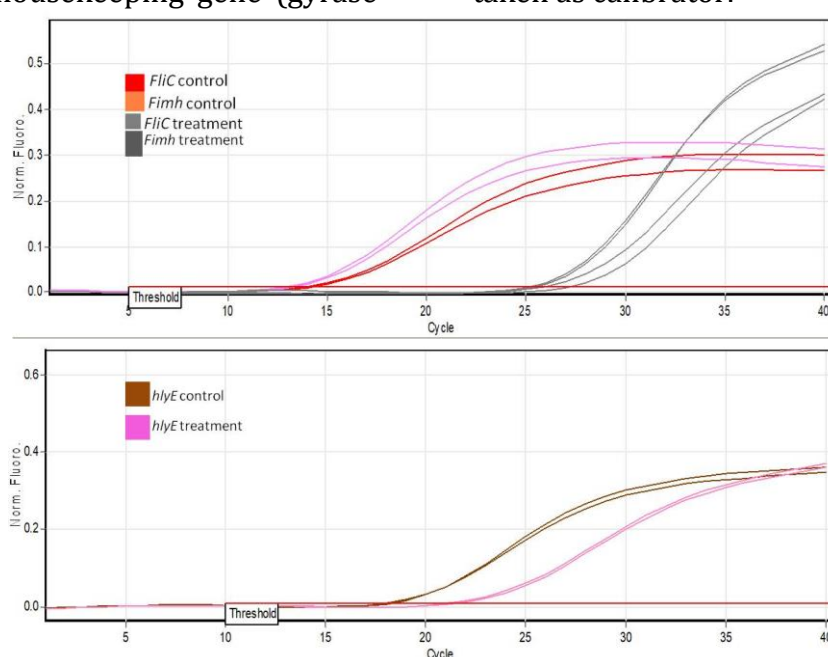 housekeeping gene (gyrase
taken as calibrator.
0.5
0.4
0.3
0.2
0.1
0.0
Norm. Fluoro.
FliC control
Fimh control
FliC treatment
Fimh treatment
Threshold
5
10
15
20
25
30
35
40
Cycle
0.6
0.4
0.2
0.0
Norm. Fluoro.
hlyE control
hlyE treatment
Threshold
5
10
15
20
25
30
35
40
Cycle